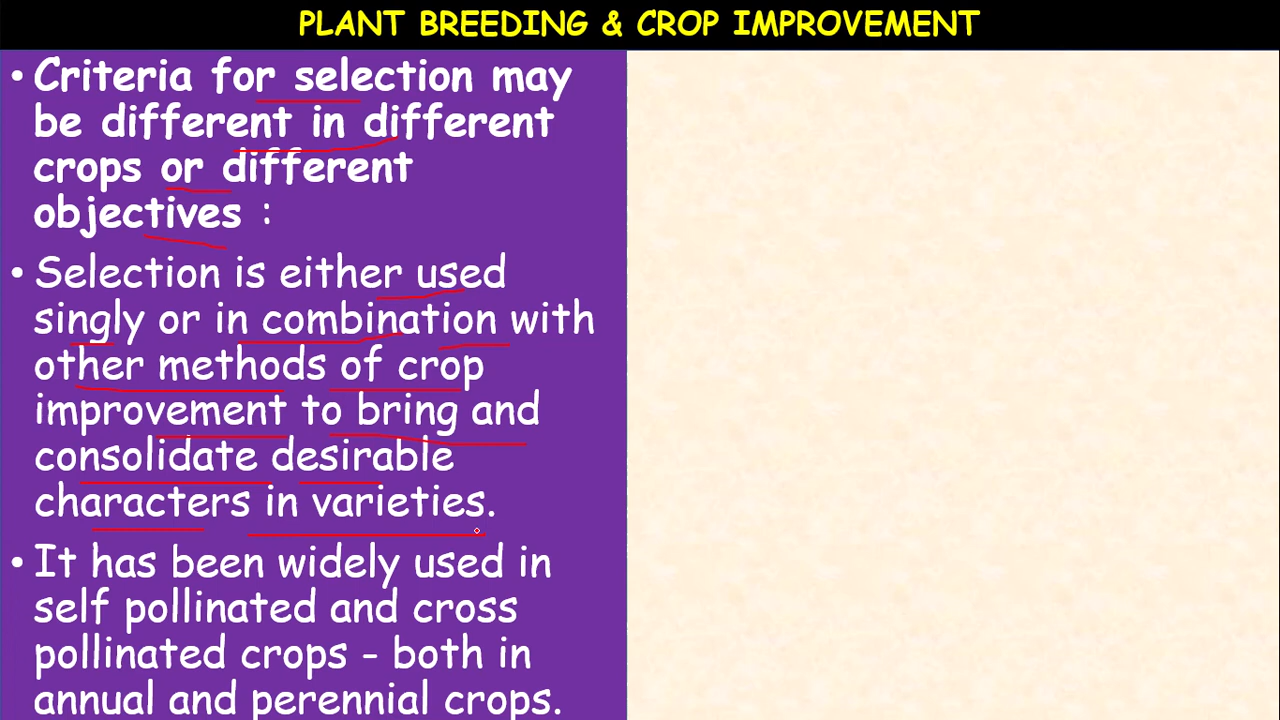 PLANT BREEDING & CROP IMPROVEMENT
• Criteria for selection may
be different in different
crops or different
objectives :
• Selection is either used
singly or in combination with
other methods of crop
improvement to bring and
consolidate desirable
characters in varieties.
• It has been widely used in
self pollinated and cross
pollinated crops - both in
annual and perennial crops.